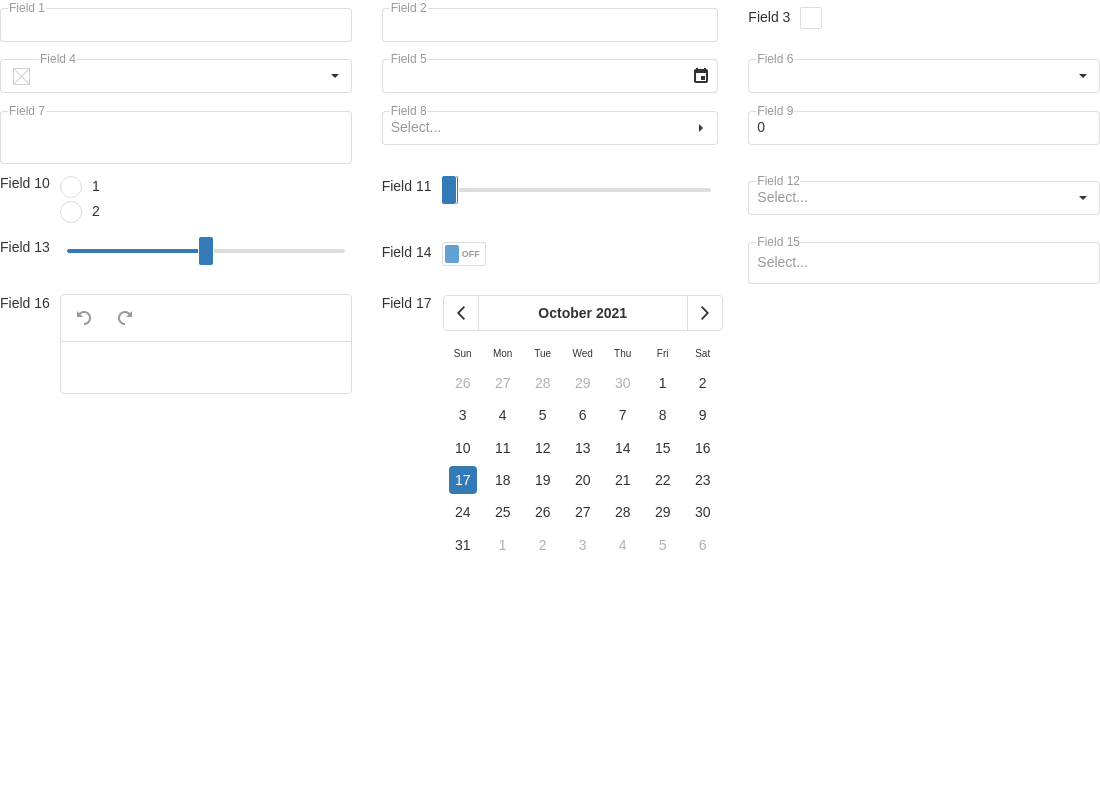 Field 1
Field 2
Field 3
Field 4
Field 5
Field 6
Field 7
Field 8
Select...
Field 9
0
Field 10
1
2
Field 11
Field 12
Select...
Field 13
Field 14
OFF
Field 15
Select...
Field 16
Field 17
October 2021
Sun Mon Tue Wed Thu Fri Sat
26 27 28 29 30 1 2
3 4 5 6 7 8 9
10 11 12 13 14 15 16
17 18 19 20 21 22 23
24 25 26 27 28 29 30
31 1 2 3 4 5 6